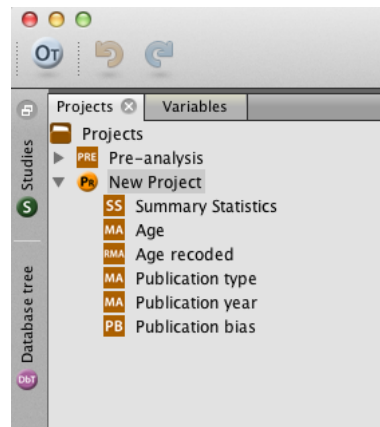 OT
Projects Variables
Projects
PRE Pre-analysis
PR New Project
SS Summary Statistics
MA Age
RMA Age recoded
MA Publication type
MA Publication year
PB Publication bias
Studies
S
Database tree
DbT